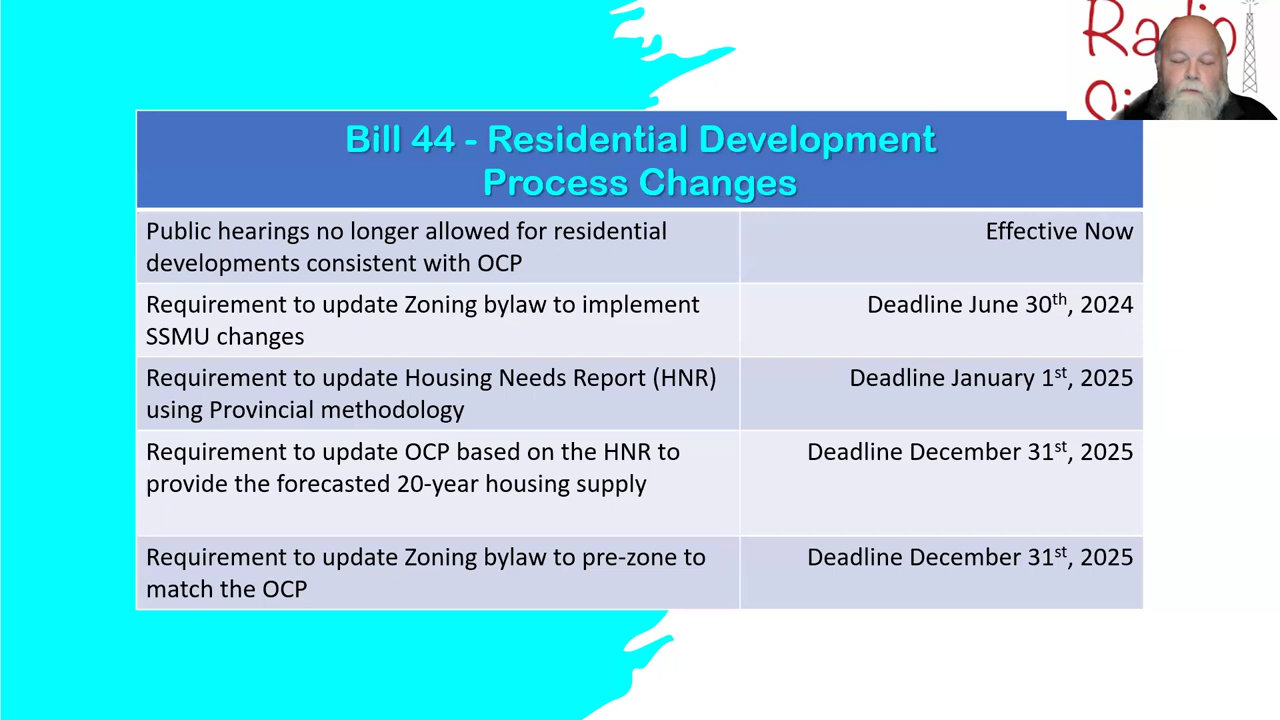 Radio
Bill 44 - Residential Development
Process Changes
Public hearings no longer allowed for residential
developments consistent with OCP
Effective Now
Requirement to update Zoning bylaw to implement
SSMU changes
Deadline June 30th, 2024
Requirement to update Housing Needs Report (HNR)
using Provincial methodology
Deadline January 1st, 2025
Requirement to update OCP based on the HNR to
provide the forecasted 20-year housing supply
Deadline December 31st, 2025
Requirement to update Zoning bylaw to pre-zone to
match the OCP
Deadline December 31st, 2025